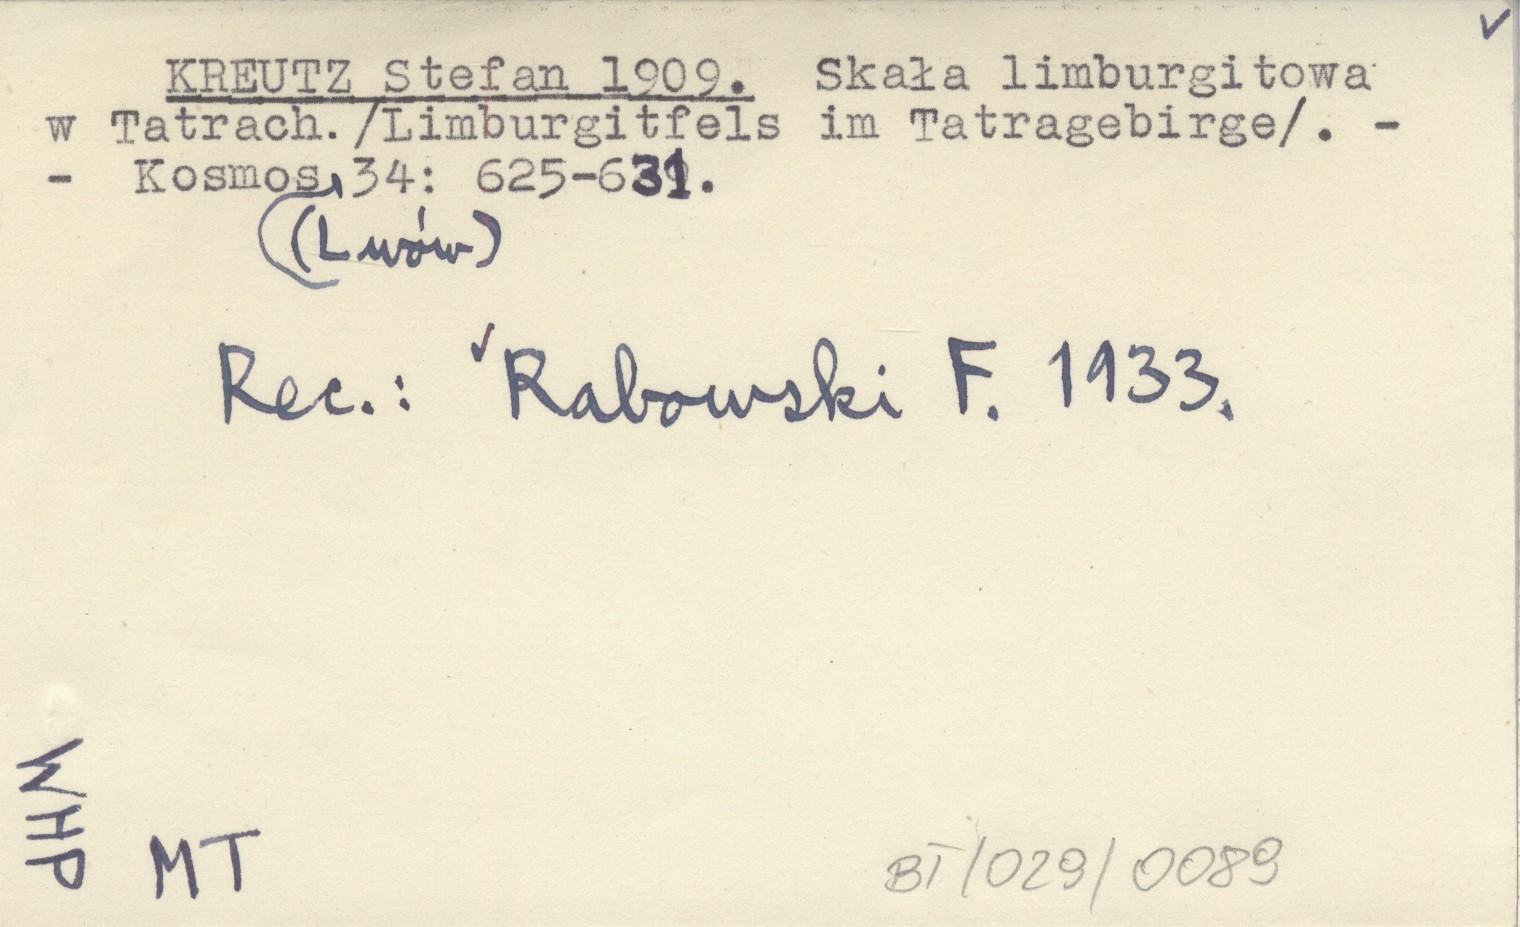 KREUTZ Stefan 1909. Skała limburgitowa
w Tatrach. /Limburgitfels im Tatragebirge/. -
- Kosmos, 34: 625-631.
(Lwów)
Rec.: Rabowski F. 1933.
WHP
MT
BT/029/0089